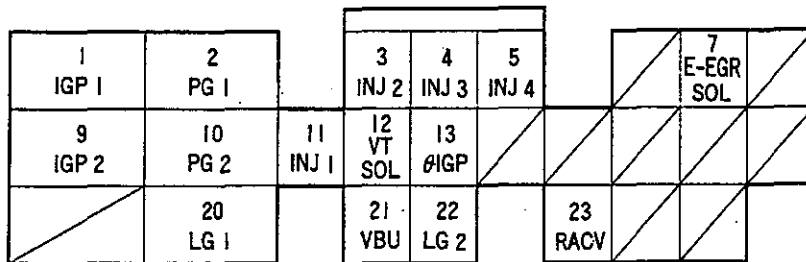 1
IGP 1
2
PG 1
3
INJ 2
4
INJ 3
5
INJ 4
7
E-EGR
SOL
9
IGP 2
10
PG 2
11
INJ 1
12
VT
SOL
13
θIGP
20
LG 1
21
VBU
22
LG 2
23
RACV